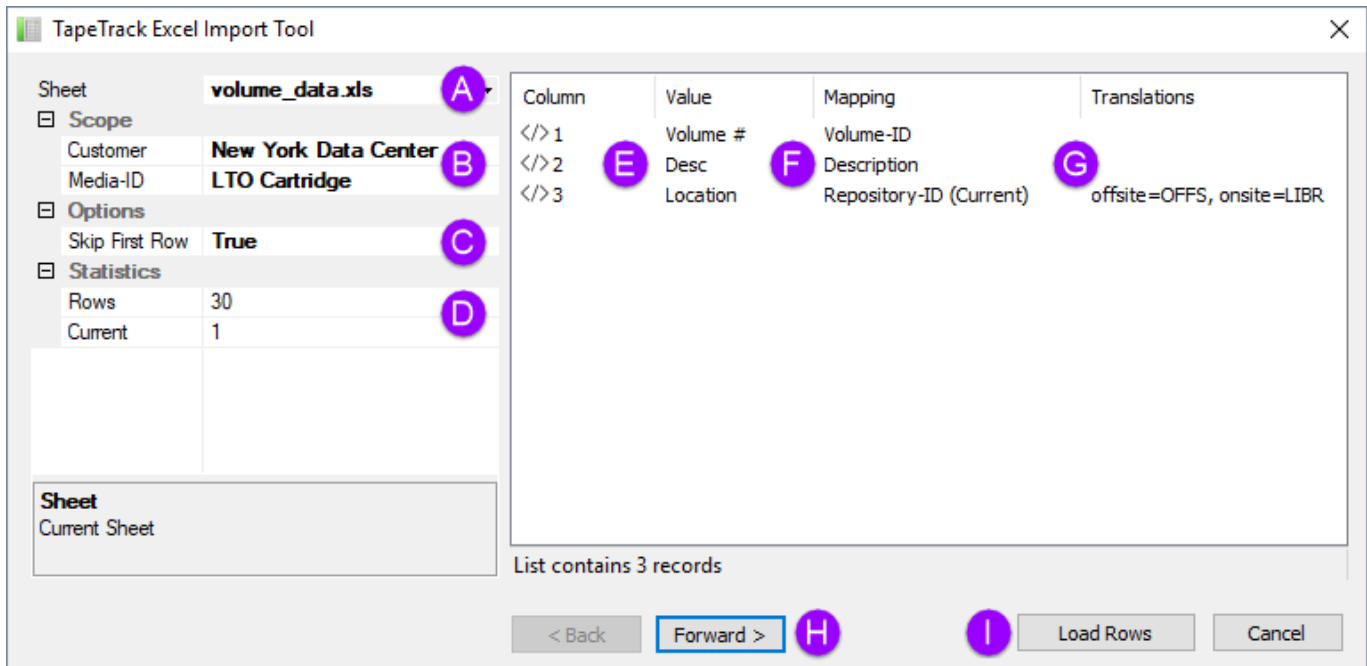 TapeTrack Excel Import Tool
Sheet volume_data.xls A
Scope
Customer New York Data Center
B
Media-ID LTO Cartridge
Options
Skip First Row True C
Statistics
Rows 30
D
Current 1
Sheet
Current Sheet
Column Value Mapping Translations
</> 1 Volume # Volume-ID
</> 2 E Desc F Description G
</> 3 Location Repository-ID (Current) offsite=OFFS, onsite=LIBR
List contains 3 records
< Back Forward > H I Load Rows Cancel